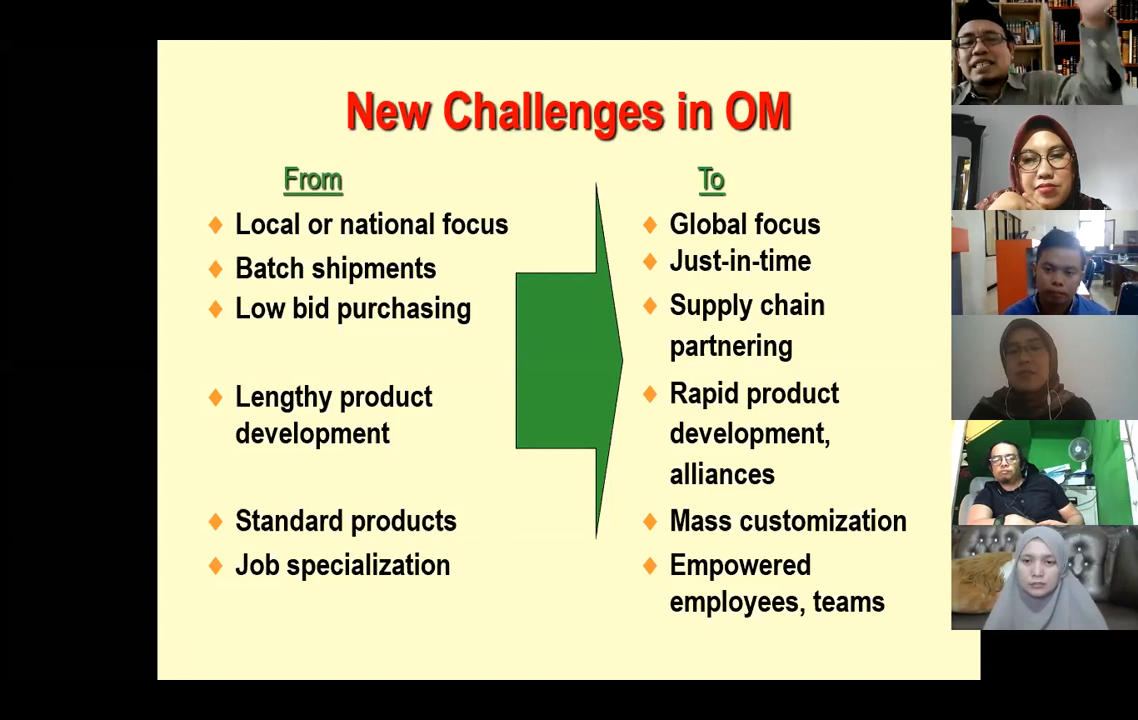 New Challenges in OM
From
Local or national focus
Batch shipments
Low bid purchasing
Lengthy product
development
Standard products
Job specialization
To
Global focus
Just-in-time
Supply chain
partnering
Rapid product
development,
alliances
Mass customization
Empowered
employees, teams